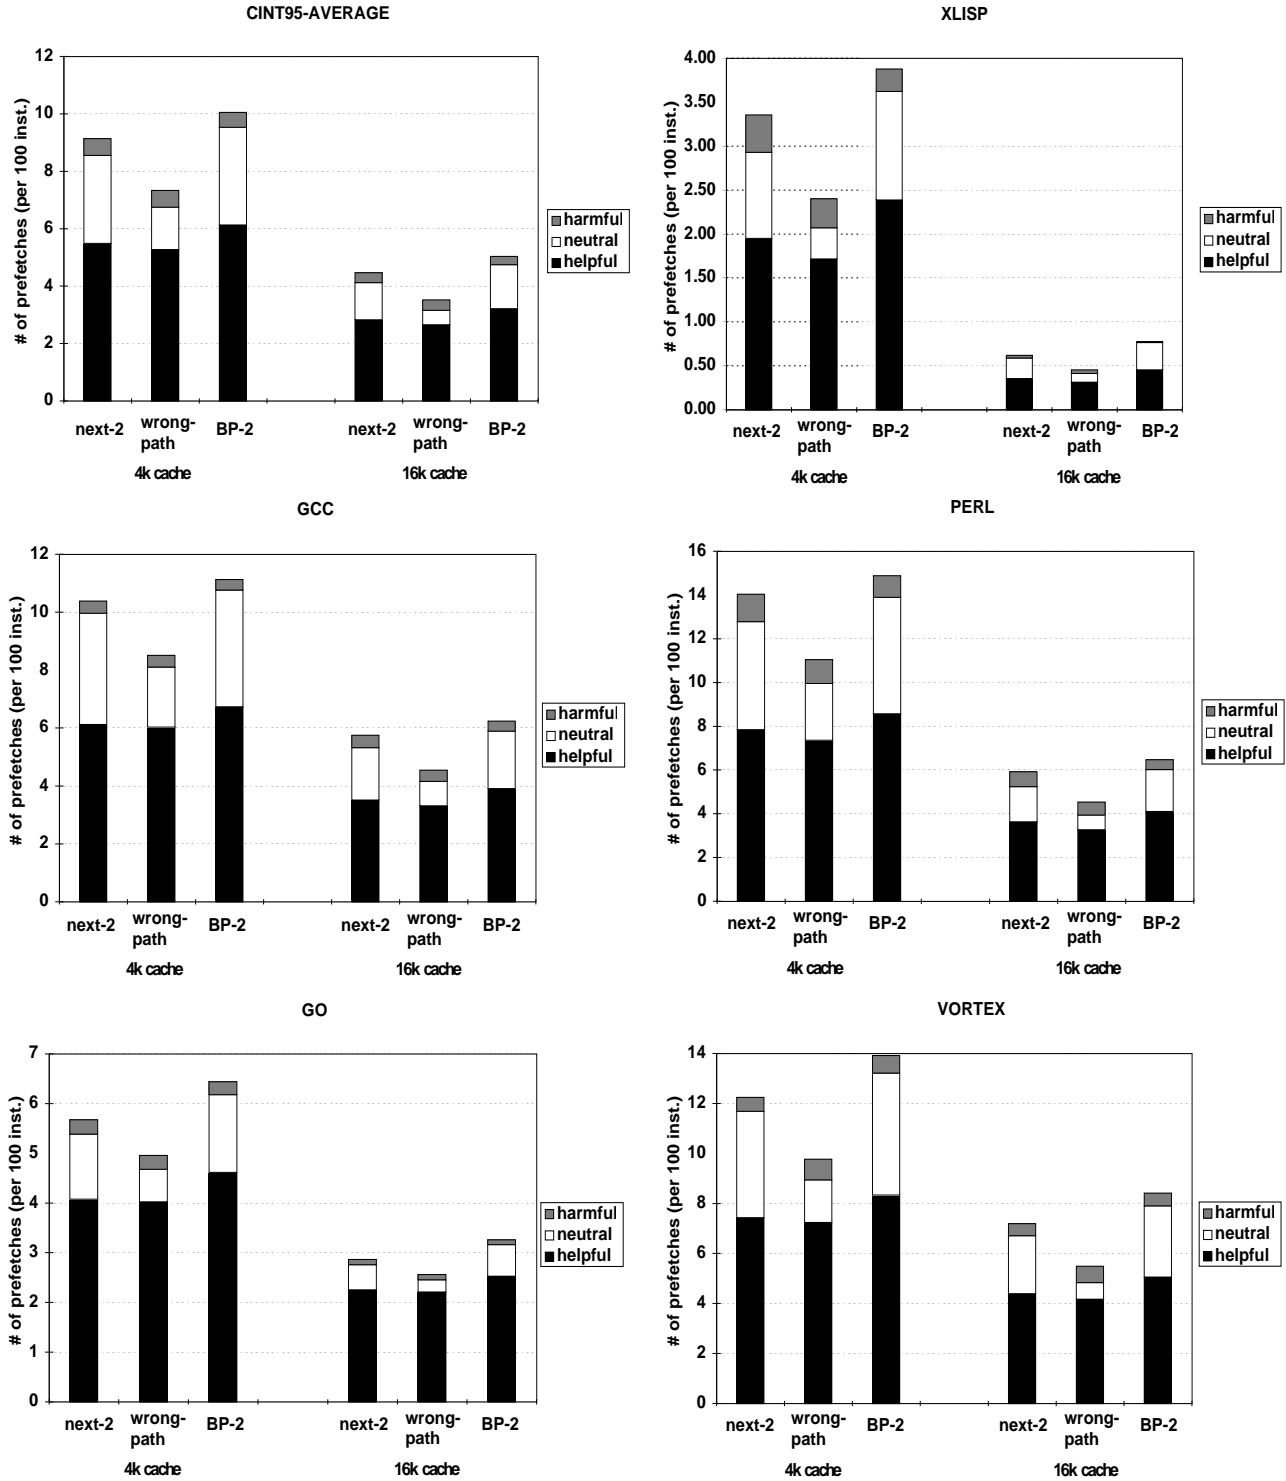 CINT95-AVERAGE
# of prefetches (per 100 inst.)
12
10
8
6
4
2
0
next-2
wrong-
path
BP-2
next-2
wrong-
path
BP-2
4k cache
16k cache
harmful
neutral
helpful
XLISP
# of prefetches (per 100 inst.)
4.00
3.50
3.00
2.50
2.00
1.50
1.00
0.50
0.00
next-2
wrong-
path
BP-2
next-2
wrong-
path
BP-2
4k cache
16k cache
harmful
neutral
helpful
GCC
# of prefetches (per 100 inst.)
12
10
8
6
4
2
0
next-2
wrong-
path
BP-2
next-2
wrong-
path
BP-2
4k cache
16k cache
harmful
neutral
helpful
PERL
# of prefetches (per 100 inst.)
16
14
12
10
8
6
4
2
0
next-2
wrong-
path
BP-2
next-2
wrong-
path
BP-2
4k cache
16k cache
harmful
neutral
helpful
GO
# of prefetches (per 100 inst.)
7
6
5
4
3
2
1
0
next-2
wrong-
path
BP-2
next-2
wrong-
path
BP-2
4k cache
16k cache
harmful
neutral
helpful
VORTEX
# of prefetches (per 100 inst.)
14
12
10
8
6
4
2
0
next-2
wrong-
path
BP-2
next-2
wrong-
path
BP-2
4k cache
16k cache
harmful
neutral
helpful